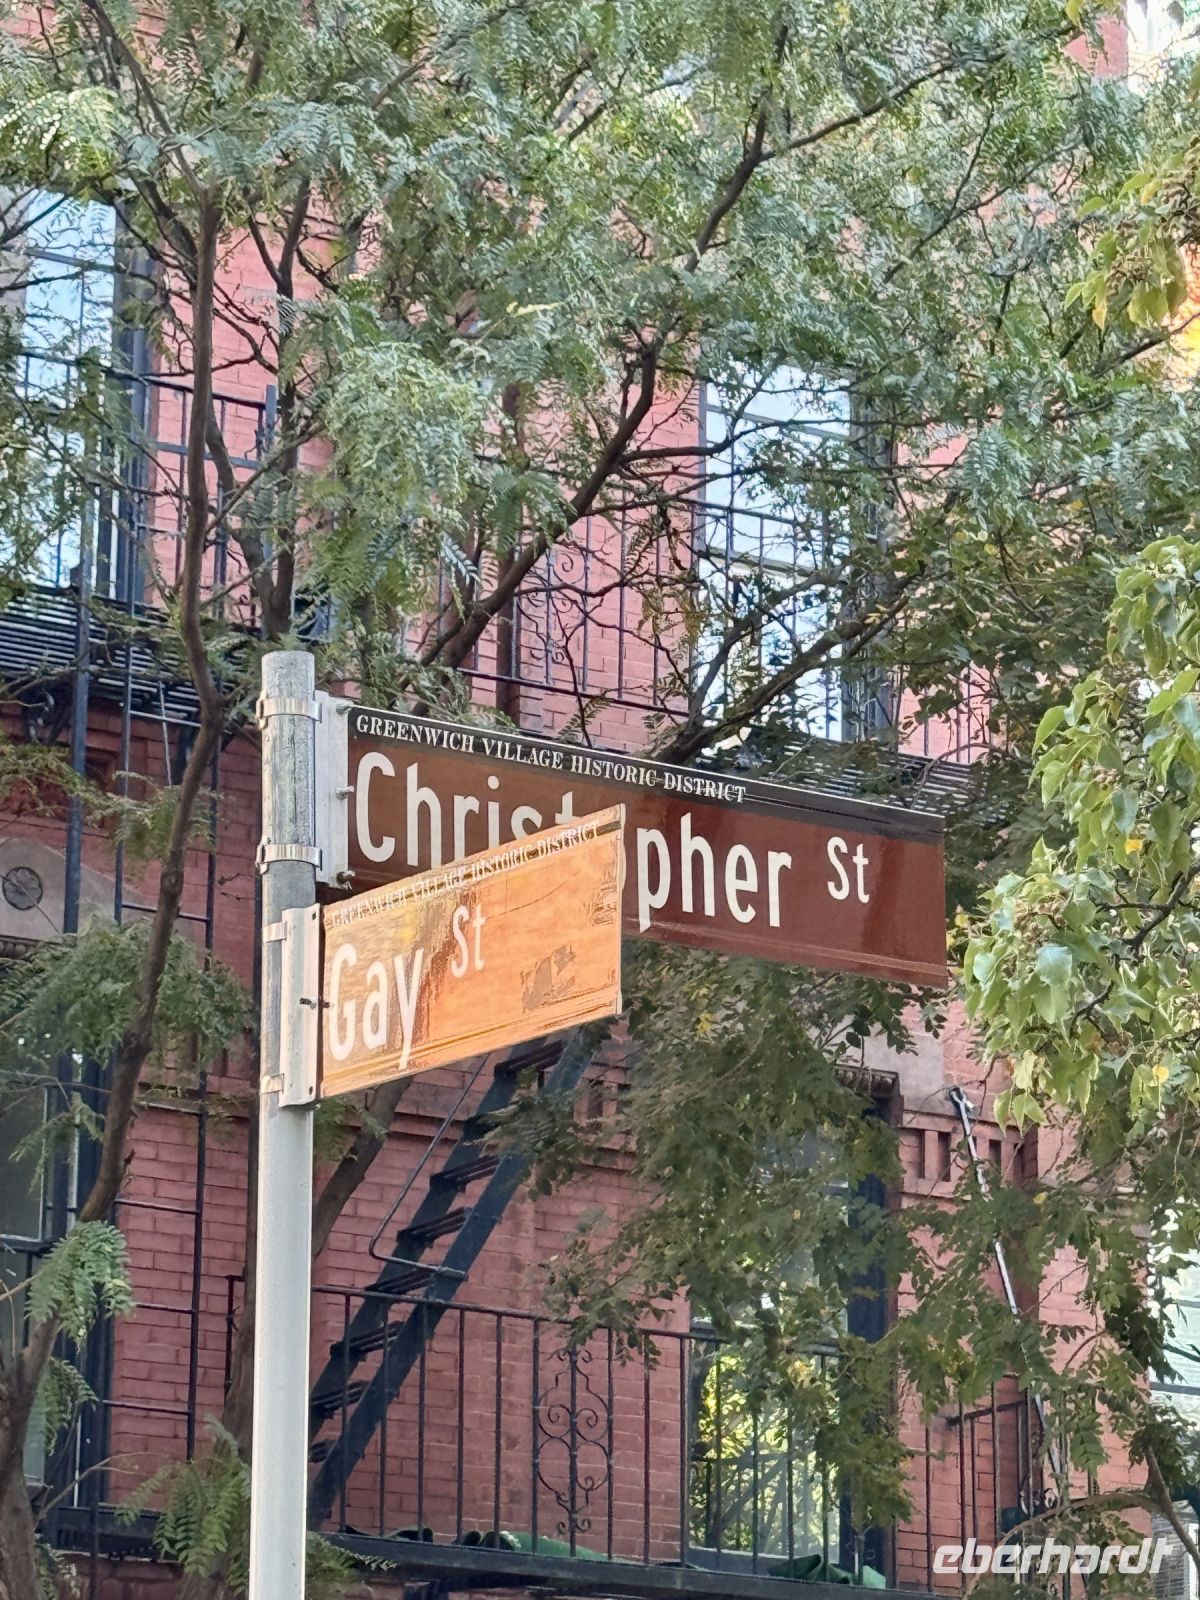 GREENWICH VILLAGE HISTORIC DISTRICT
Christopher St
GREENWICH VILLAGE HISTORIC DISTRICT
Gay St
eberhardt